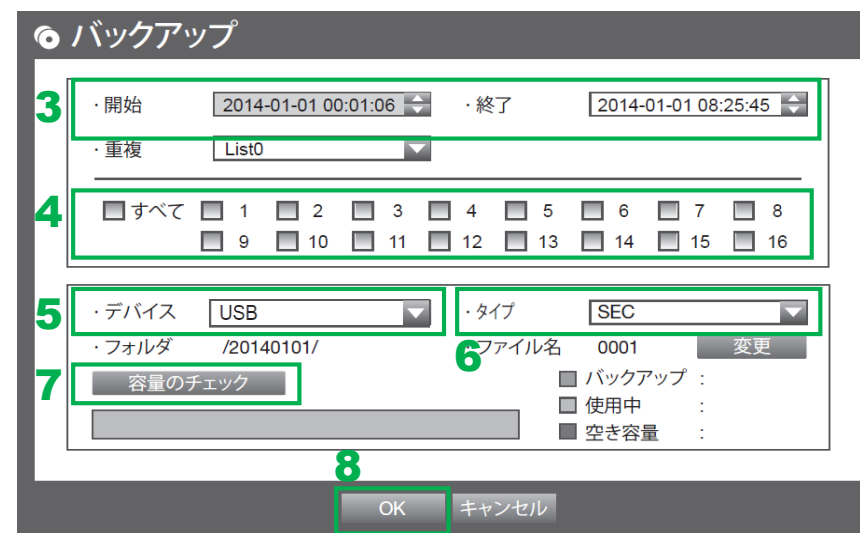 バックアップ
3 ・開始 2014-01-01 00:01:06 ・終了 2014-01-01 08:25:45
・重複 List0
4 すべて 1 2 3 4 5 6 7 8
9 10 11 12 13 14 15 16
5 ・デバイス USB ・タイプ SEC
・フォルダ /20140101/ 6 ファイル名 0001 変更
7 容量のチェック バックアップ :
使用中 :
空き容量 :
8
OK キャンセル